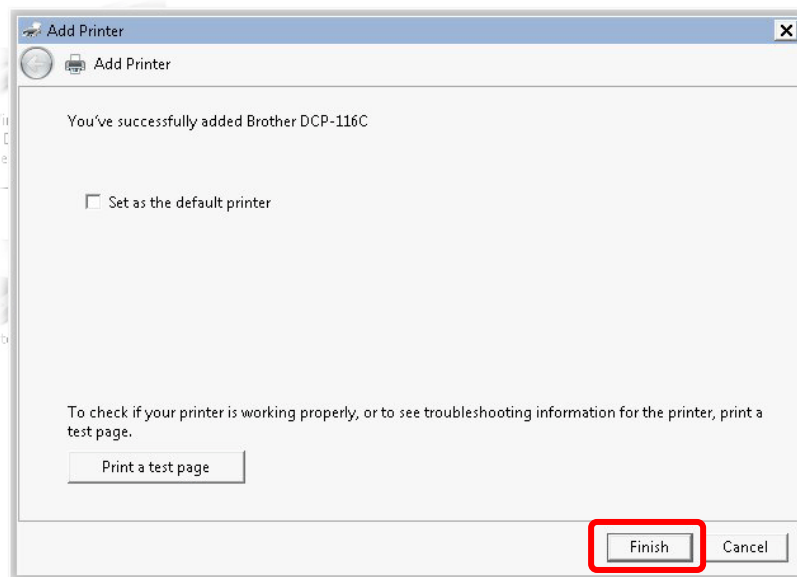 Add Printer
Add Printer
You've successfully added Brother DCP-116C
Set as the default printer
To check if your printer is working properly, or to see troubleshooting information for the printer, print a
test page.
Print a test page
Finish
Cancel